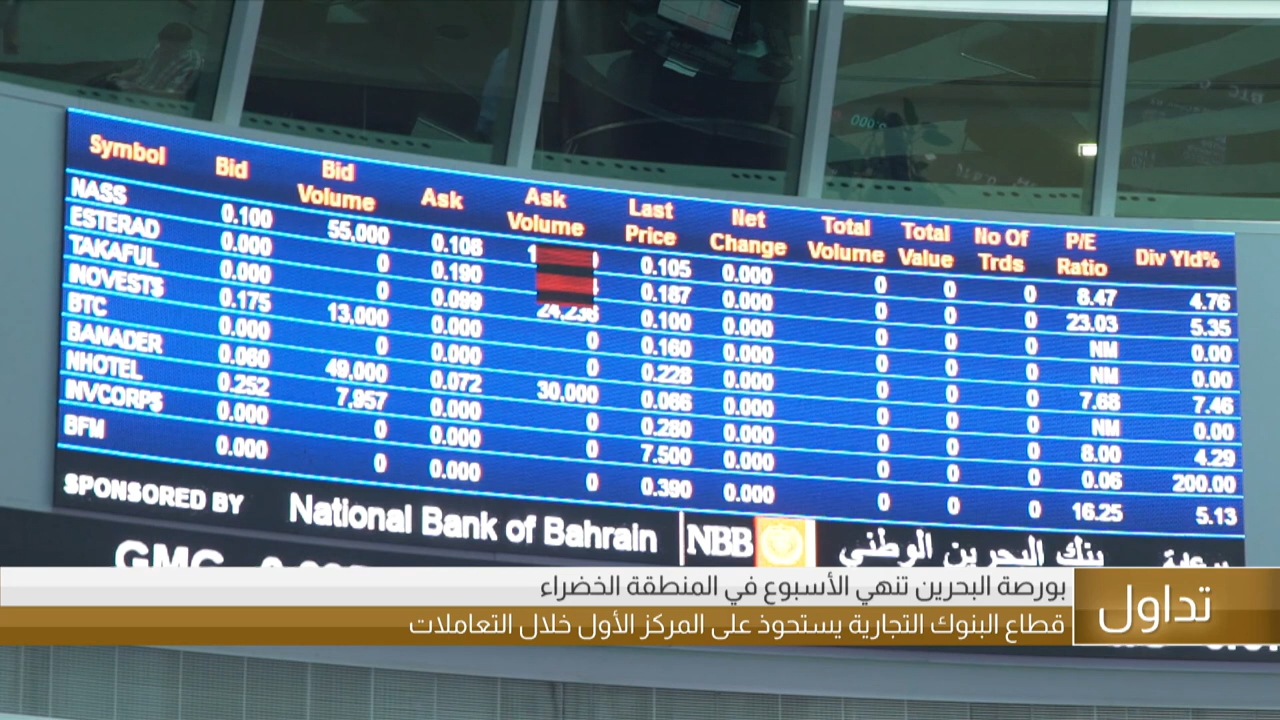 Symbol Bid Bid Volume Ask Ask Volume Last Price Net Change Total Volume Total Value No Of Trds P/E Ratio Div Yld%
NASS 0.100 55,000 0.108 0.105 0.000 0 0 0 8.47 4.76
ESTERAD 0.000 0 0.190 0.187 0.000 0 0 0 23.03 5.35
TAKAFUL 0.000 0 0.099 0.100 0.000 0 0 0 NM 0.00
INOVEST$ 0.175 13,000 0.000 0 0.160 0.000 0 0 0 NM 0.00
BTC 0.000 0 0.000 0 0.228 0.000 0 0 0 7.68 7.46
BANADER 0.060 49,000 0.072 30,000 0.066 0.000 0 0 0 NM 0.00
NHOTEL 0.252 7,957 0.000 0 0.280 0.000 0 0 0 8.00 4.29
INVCORP$ 0.000 0 0.000 0 7.500 0.000 0 0 0 0.06 200.00
BFM 0.000 0 0.000 0 0.390 0.000 0 0 0 16.25 5.13
SPONSORED BY National Bank of Bahrain NBB بنك البحرين الوطني
GMC
تداول
بورصة البحرين تنهي الأسبوع في المنطقة الخضراء
قطاع البنوك التجارية يستحوذ على المركز الأول خلال التعاملات